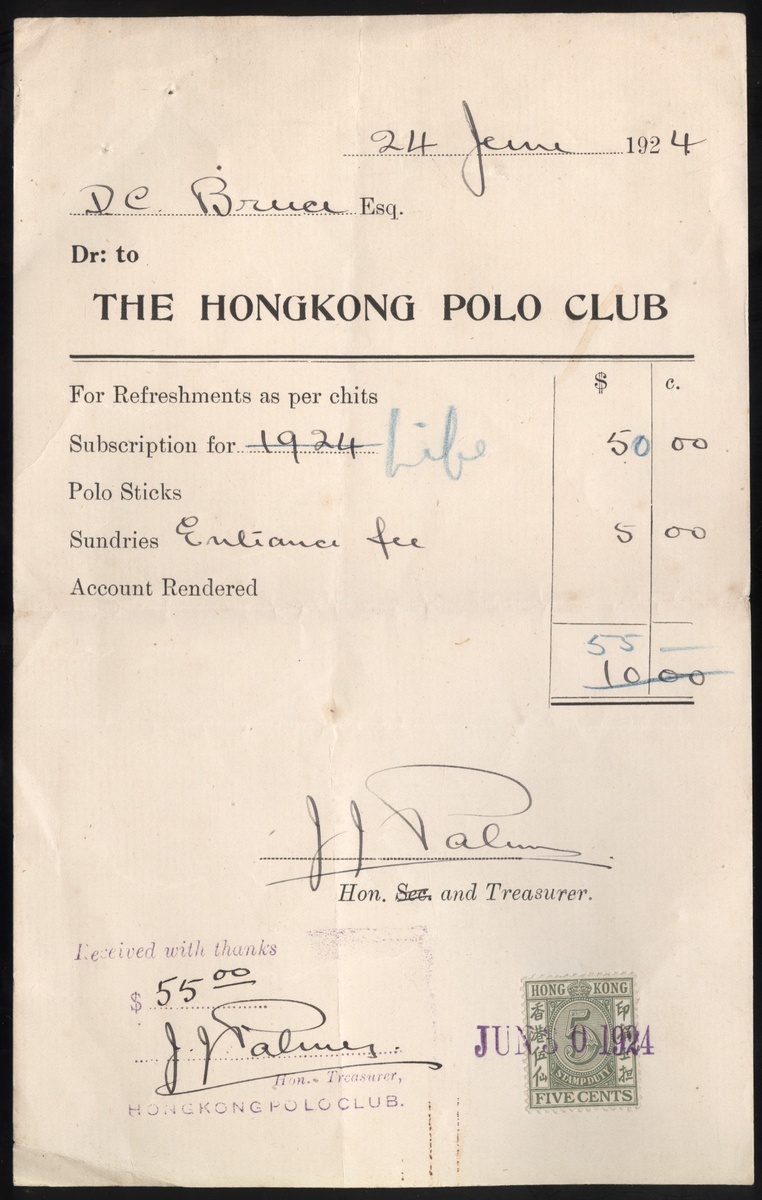 24 June 1924
D.C. Bruce Esq.
Dr: to
THE HONGKONG POLO CLUB
$ c.
For Refreshments as per chits
Subscription for 1924 Life 50 00
Polo Sticks
Sundries Entrance fee 5 00
Account Rendered
55 —
10 00
J J Palmer
Hon. Sec. and Treasurer.
Received with thanks
$ 55 00
J. J. Palmer.
Hon. Treasurer,
HONGKONG POLO CLUB.
HONG KONG
香港五仙
5
STAMP DUTY
FIVE CENTS
JUN 30 1924